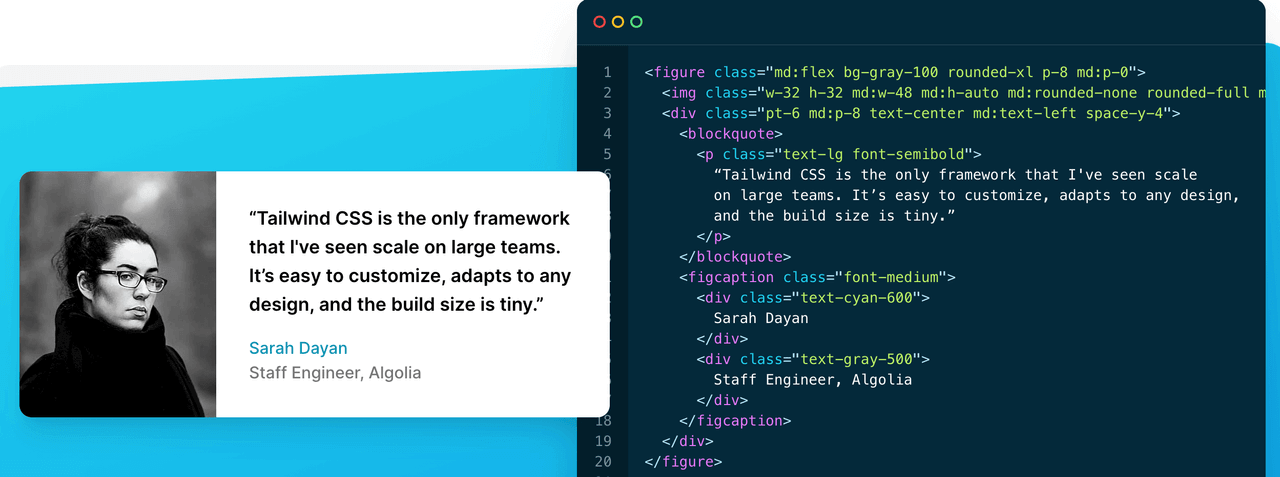 “Tailwind CSS is the only framework
that I've seen scale on large teams.
It’s easy to customize, adapts to any
design, and the build size is tiny.”
Sarah Dayan
Staff Engineer, Algolia
1 <figure class="md:flex bg-gray-100 rounded-xl p-8 md:p-0">
2 <img class="w-32 h-32 md:w-48 md:h-auto md:rounded-none rounded-full
3 <div class="pt-6 md:p-8 text-center md:text-left space-y-4">
4 <blockquote>
5 <p class="text-lg font-semibold">
“Tailwind CSS is the only framework that I've seen scale
on large teams. It’s easy to customize, adapts to any design,
and the build size is tiny.”
</p>
</blockquote>
<figcaption class="font-medium">
<div class="text-cyan-600">
Sarah Dayan
</div>
<div class="text-gray-500">
Staff Engineer, Algolia
</div>
18 </figcaption>
19 </div>
20 </figure>